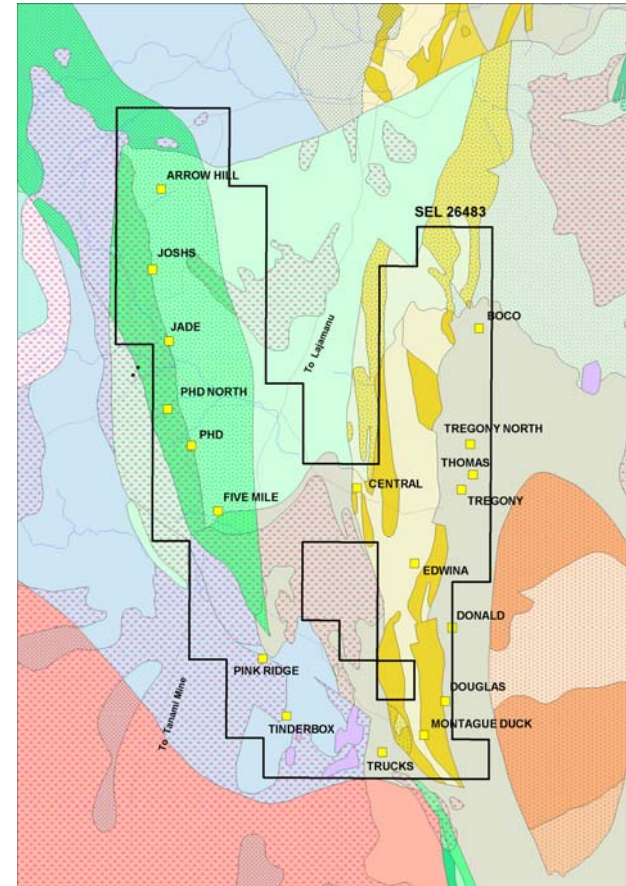 ARROW HILL
SEL 26483
JOSHS
BOCO
JADE
To Lajamanu
PHD NORTH
TREGONY NORTH
PHD
THOMAS
CENTRAL
TREGONY
FIVE MILE
EDWINA
DONALD
PINK RIDGE
DOUGLAS
To Tanami Mine
TINDERBOX
MONTAGUE DUCK
TRUCKS